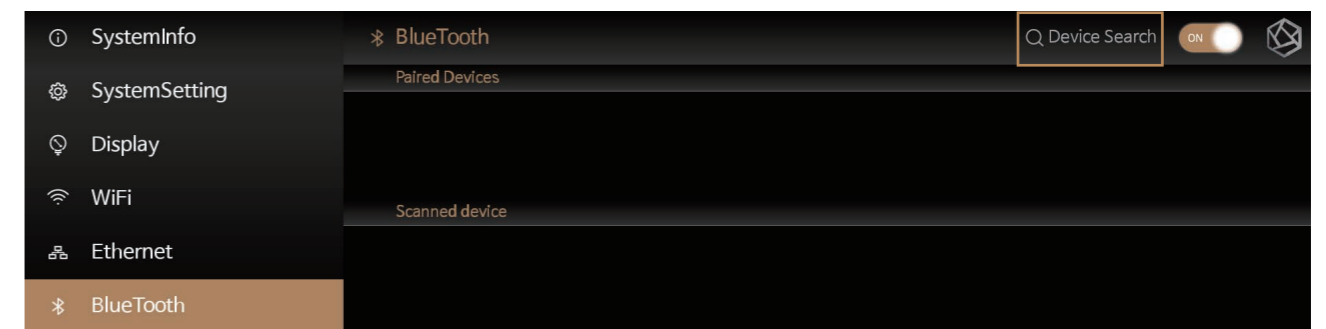 SystemInfo
SystemSetting
Display
WiFi
Ethernet
BlueTooth
BlueTooth
Device Search
ON
Paired Devices
Scanned device